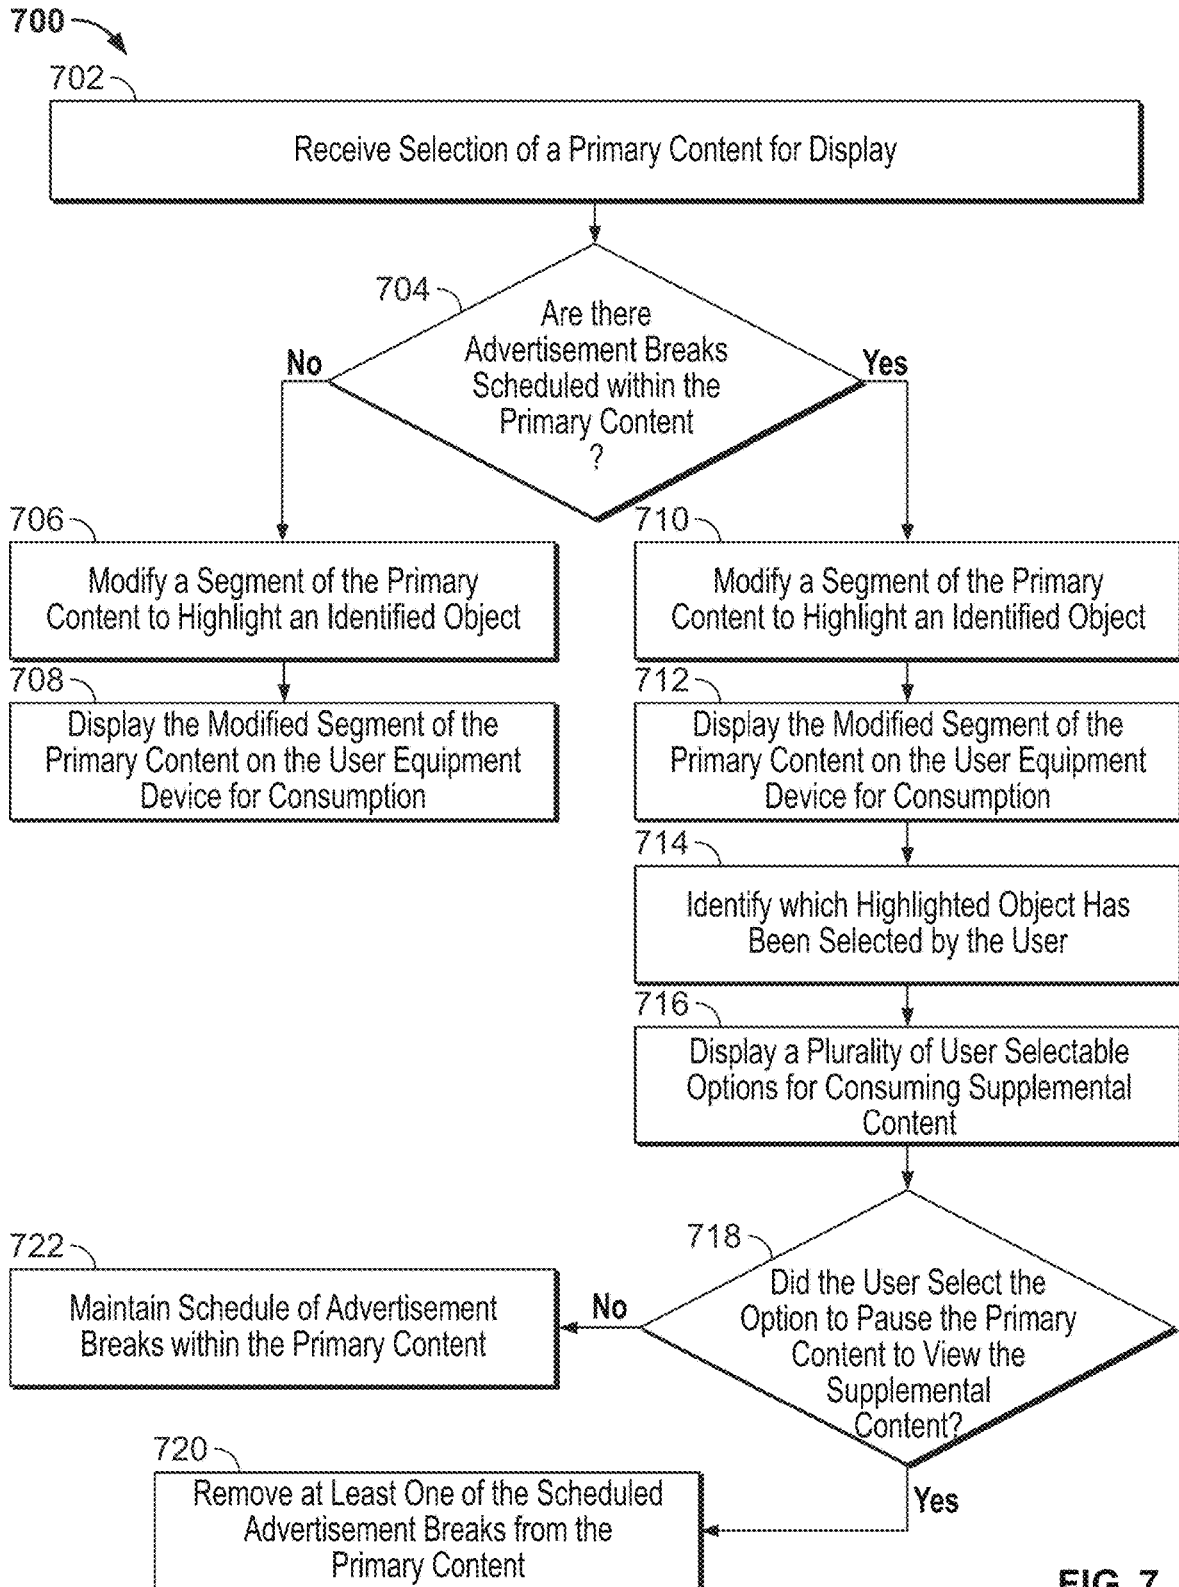 700
702
Receive Selection of a Primary Content for Display
704
Are there
Advertisement Breaks
Scheduled within the
Primary Content
?
No
Yes
706
Modify a Segment of the Primary
Content to Highlight an Identified Object
708
Display the Modified Segment of the
Primary Content on the User Equipment
Device for Consumption
710
Modify a Segment of the Primary
Content to Highlight an Identified Object
712
Display the Modified Segment of the
Primary Content on the User Equipment
Device for Consumption
714
Identify which Highlighted Object Has
Been Selected by the User
716
Display a Plurality of User Selectable
Options for Consuming Supplemental
Content
718
Did the User Select the
Option to Pause the Primary
Content to View the
Supplemental
Content?
No
Yes
722
Maintain Schedule of Advertisement
Breaks within the Primary Content
720
Remove at Least One of the Scheduled
Advertisement Breaks from the
Primary Content
FIG. 7